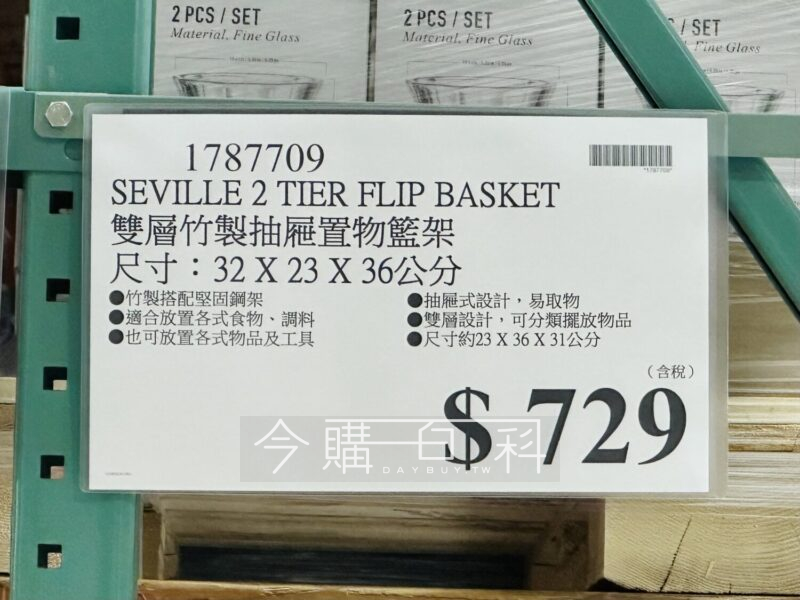 2 PCS / SET
Material, Fine Glass
2 PCS / SET
Material, Fine Glass
/ SET
Fine Glass
1787709
*1787709*
SEVILLE 2 TIER FLIP BASKET
雙層竹製抽屜置物籃架
尺寸：32 X 23 X 36公分
●竹製搭配堅固鋼架
●適合放置各式食物、調料
●也可放置各式物品及工具
●抽屜式設計，易取物
●雙層設計，可分類擺放物品
●尺寸約23 X 36 X 31公分
（含稅）
$ 729
今購百科
DAYBUY.TW